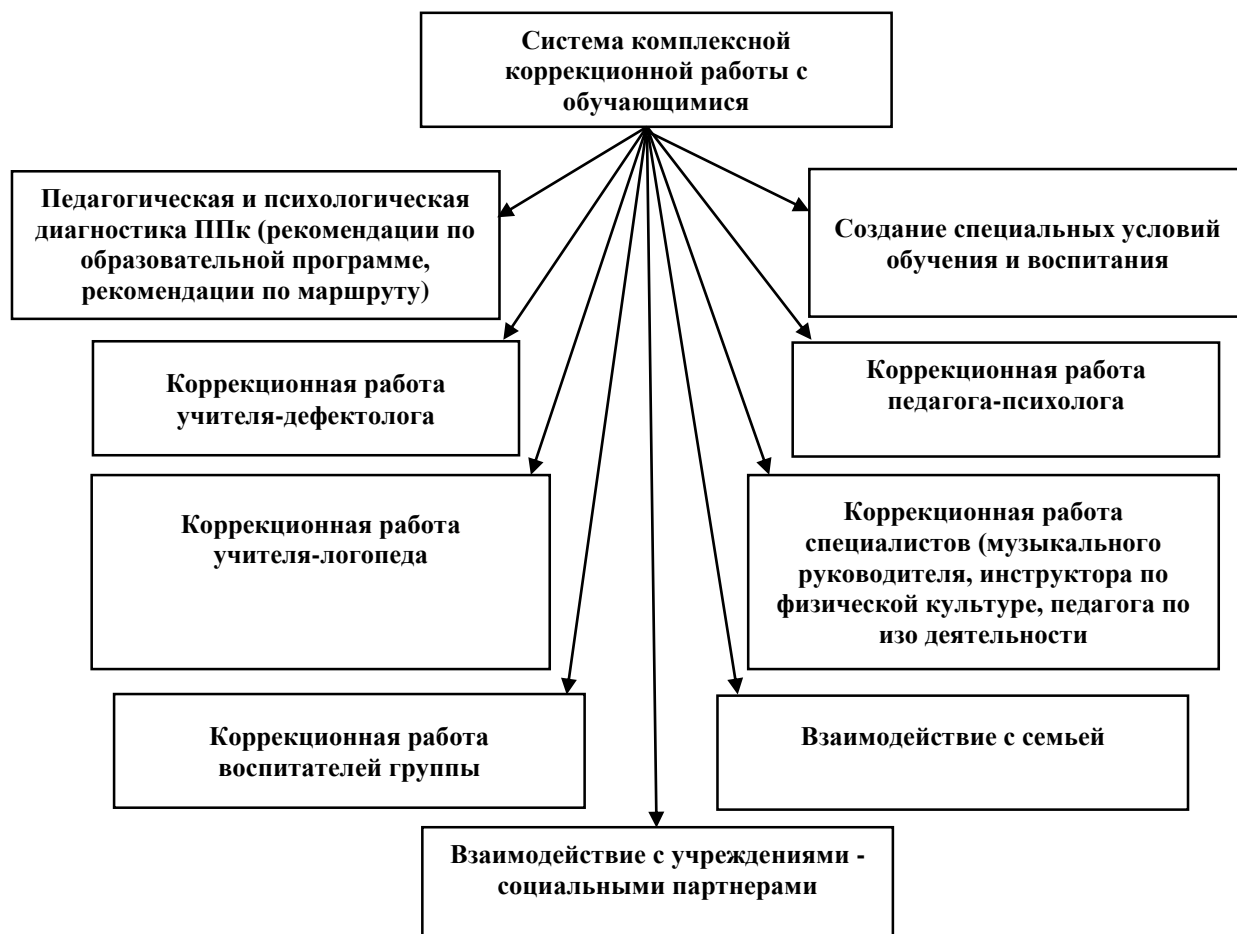 Система комплексной
коррекционной работы с
обучающимися
Педагогическая и психологическая
диагностика ППк (рекомендации по
образовательной программе,
рекомендации по маршруту)
Создание специальных условий
обучения и воспитания
Коррекционная работа
учителя-дефектолога
Коррекционная работа
педагога-психолога
Коррекционная работа
учителя-логопеда
Коррекционная работа
специалистов (музыкального
руководителя, инструктора по
физической культуре, педагога по
изо деятельности
Коррекционная работа
воспитателей группы
Взаимодействие с семьей
Взаимодействие с учреждениями -
социальными партнерами